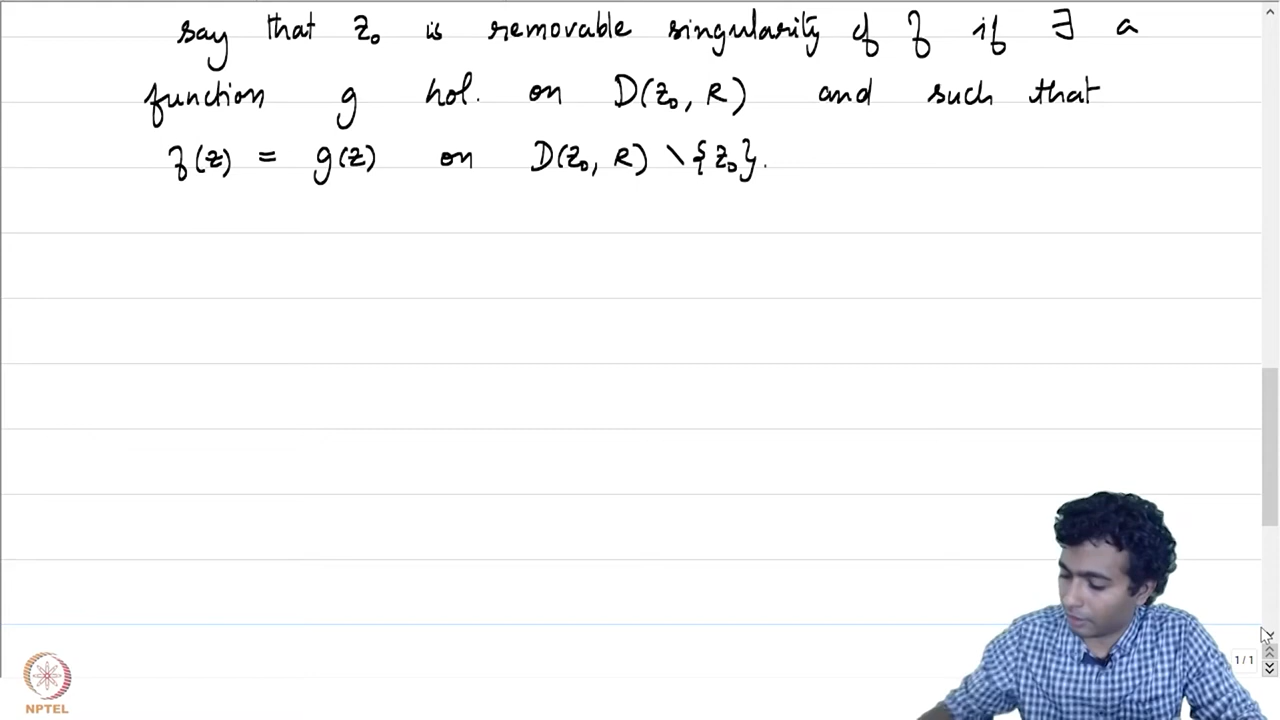 say that z₀ is removable singularity of f if ∃ a
function g hol. on D(z₀, R) and such that
f(z) = g(z) on D(z₀, R) \ {z₀}.
1 / 1
NPTEL